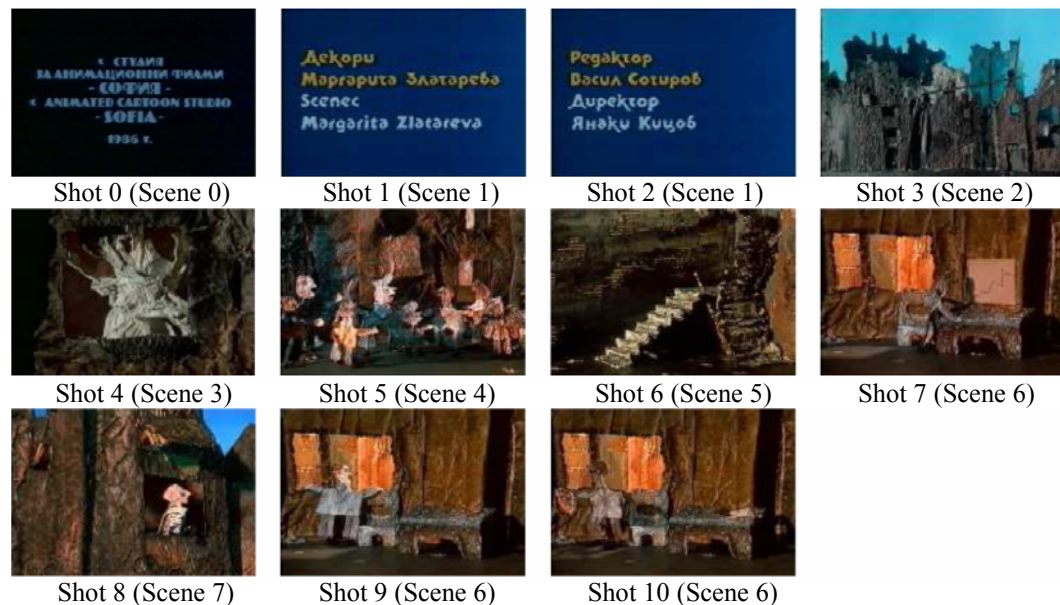 С СТУДИЯ
ЗА АНИМАЦИОННИ ФИЛМИ
- СОФИЯ -
С ANIMATED CARTOON STUDIO
- SOFIA -
1986 г.
Декори
Маргарита Златарева
Scenec
Margarita Zlatareva
Редактор
Васил Сотиров
Директор
Янаки Кицов
Shot 0 (Scene 0)
Shot 1 (Scene 1)
Shot 2 (Scene 1)
Shot 3 (Scene 2)
Shot 4 (Scene 3)
Shot 5 (Scene 4)
Shot 6 (Scene 5)
Shot 7 (Scene 6)
Shot 8 (Scene 7)
Shot 9 (Scene 6)
Shot 10 (Scene 6)